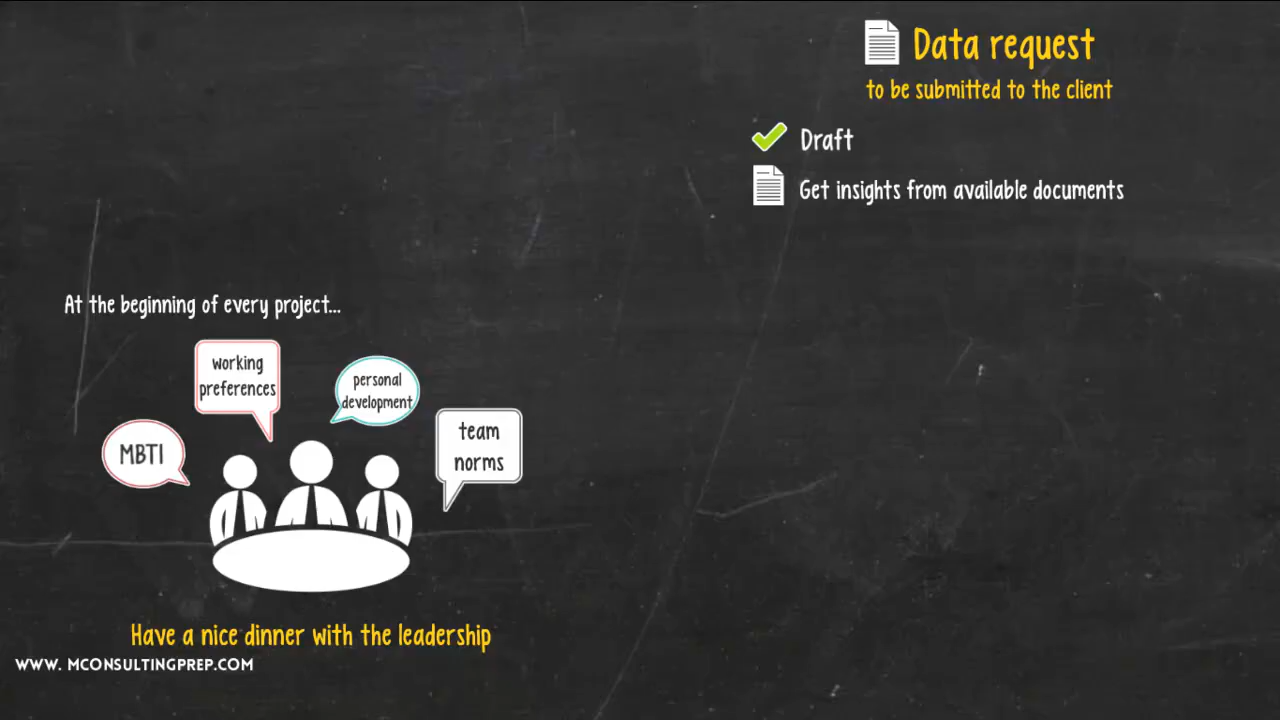 Data request
to be submitted to the client
Draft
Get insights from available documents
At the beginning of every project...
working
preferences
personal
development
MBTI
team
norms
Have a nice dinner with the leadership
WWW. MCONSULTINGPREP.COM